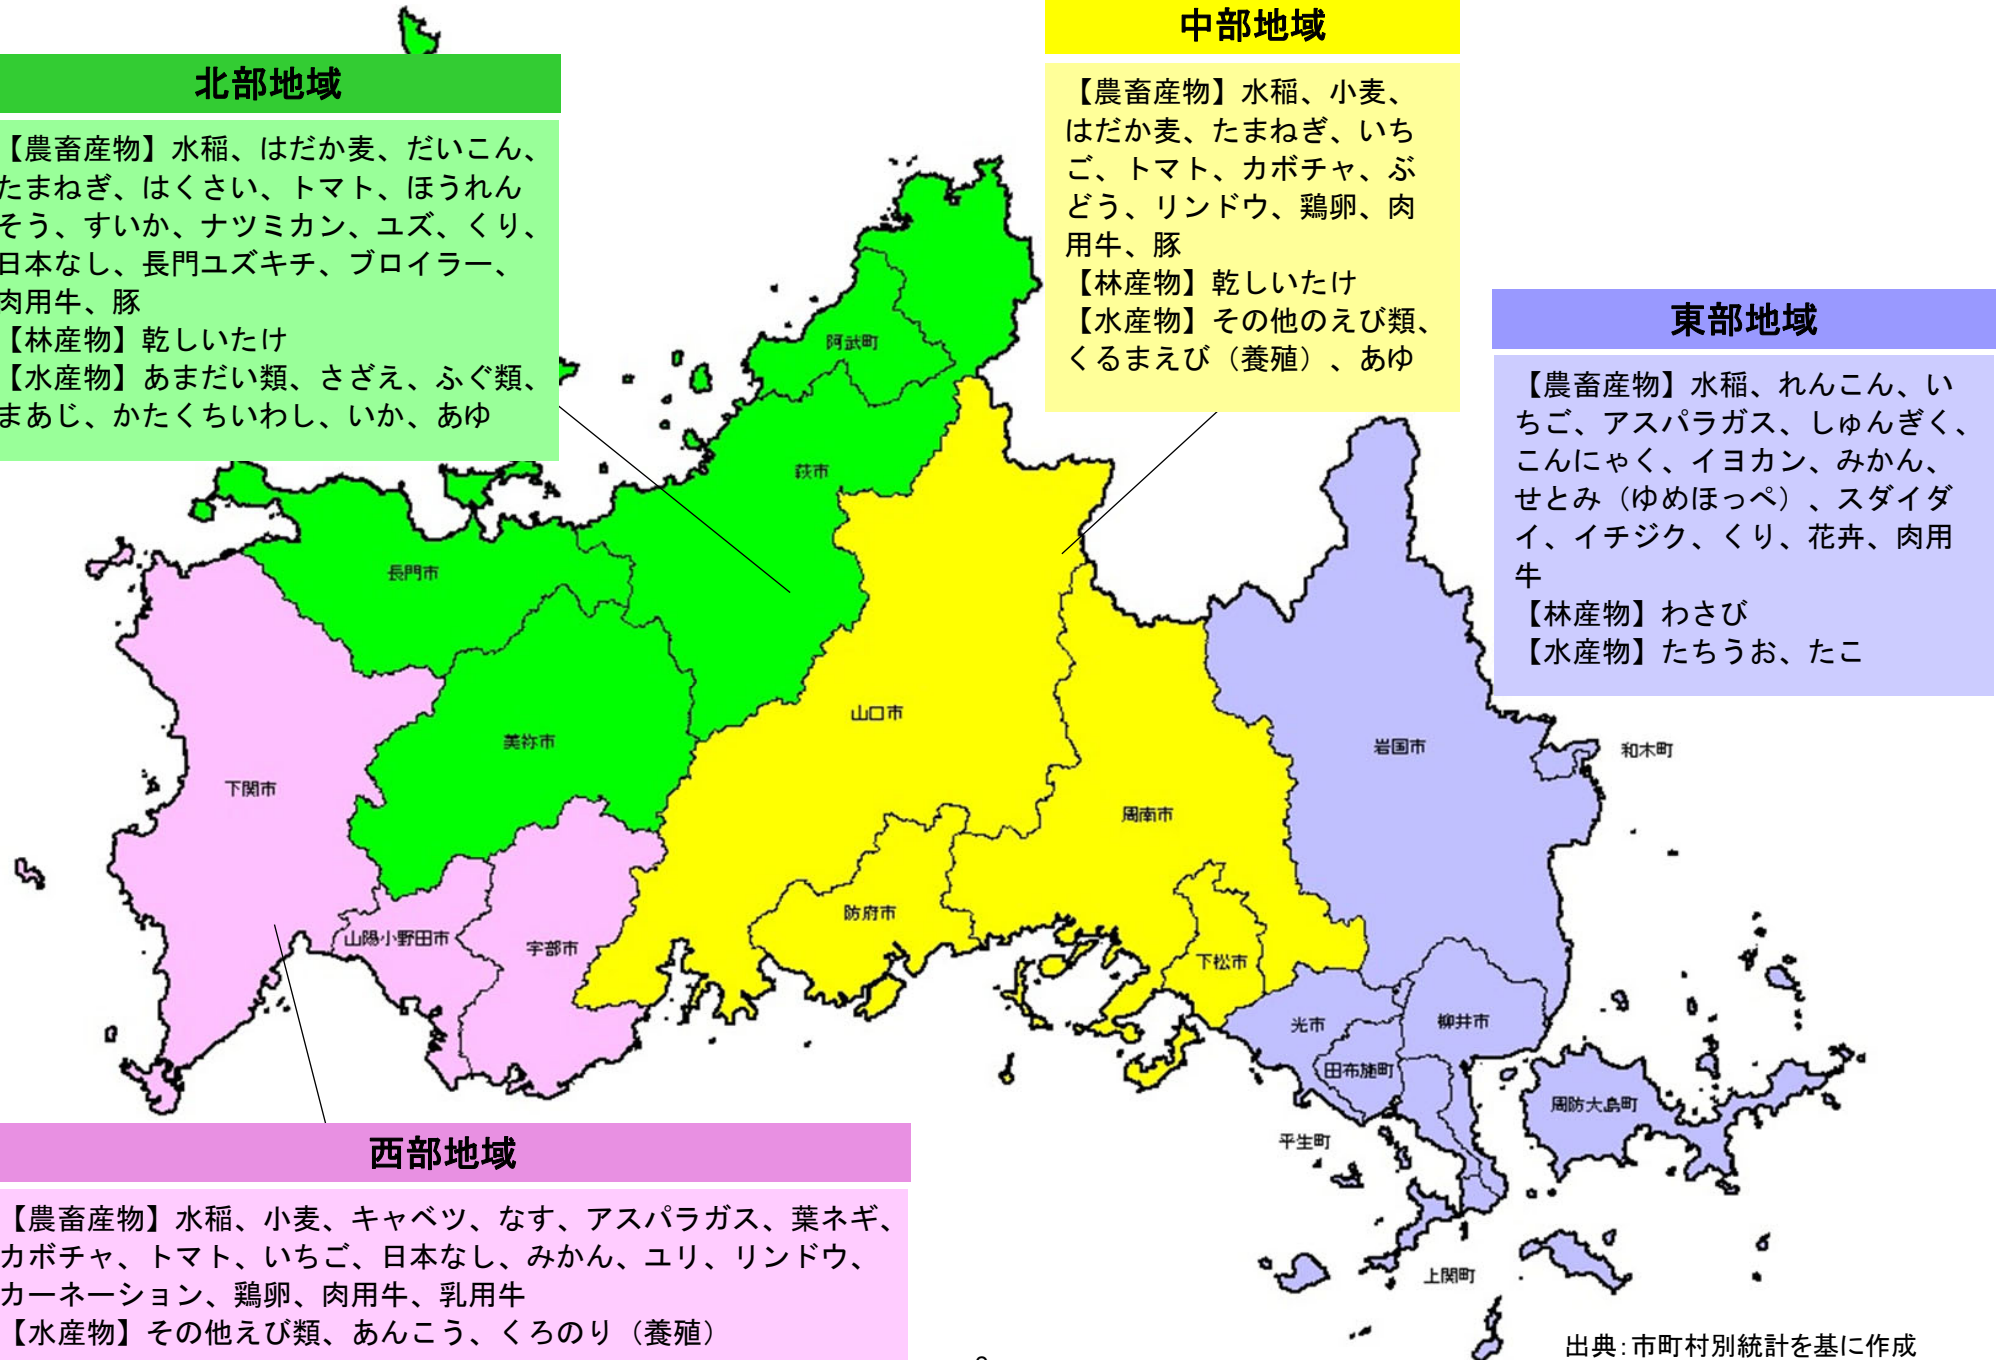 北部地域
【農畜産物】水稲、はだか麦、だいこん、
たまねぎ、はくさい、トマト、ほうれん
そう、すいか、ナツミカン、ユズ、くり、
日本なし、長門ユズキチ、ブロイラー、
肉用牛、豚
【林産物】乾しいたけ
【水産物】あまだい類、さざえ、ふぐ類、
まあじ、かたくちいわし、いか、あゆ
中部地域
【農畜産物】水稲、小麦、
はだか麦、たまねぎ、いち
ご、トマト、カボチャ、ぶ
どう、リンドウ、鶏卵、肉
用牛、豚
【林産物】乾しいたけ
【水産物】その他のえび類、
くるまえび（養殖）、あゆ
東部地域
【農畜産物】水稲、れんこん、い
ちご、アスパラガス、しゅんぎく、
こんにゃく、イヨカン、みかん、
せとみ（ゆめほっぺ）、スダイダ
イ、イチジク、くり、花卉、肉用
牛
【林産物】わさび
【水産物】たちうお、たこ
阿武町
萩市
長門市
山口市
美祢市
岩国市
和木町
下関市
周南市
防府市
山陽小野田市
宇部市
下松市
光市
柳井市
田布施町
周防大島町
平生町
上関町
西部地域
【農畜産物】水稲、小麦、キャベツ、なす、アスパラガス、葉ネギ、
カボチャ、トマト、いちご、日本なし、みかん、ユリ、リンドウ、
カーネーション、鶏卵、肉用牛、乳用牛
【水産物】その他えび類、あんこう、くろのり（養殖）
出典：市町村別統計を基に作成